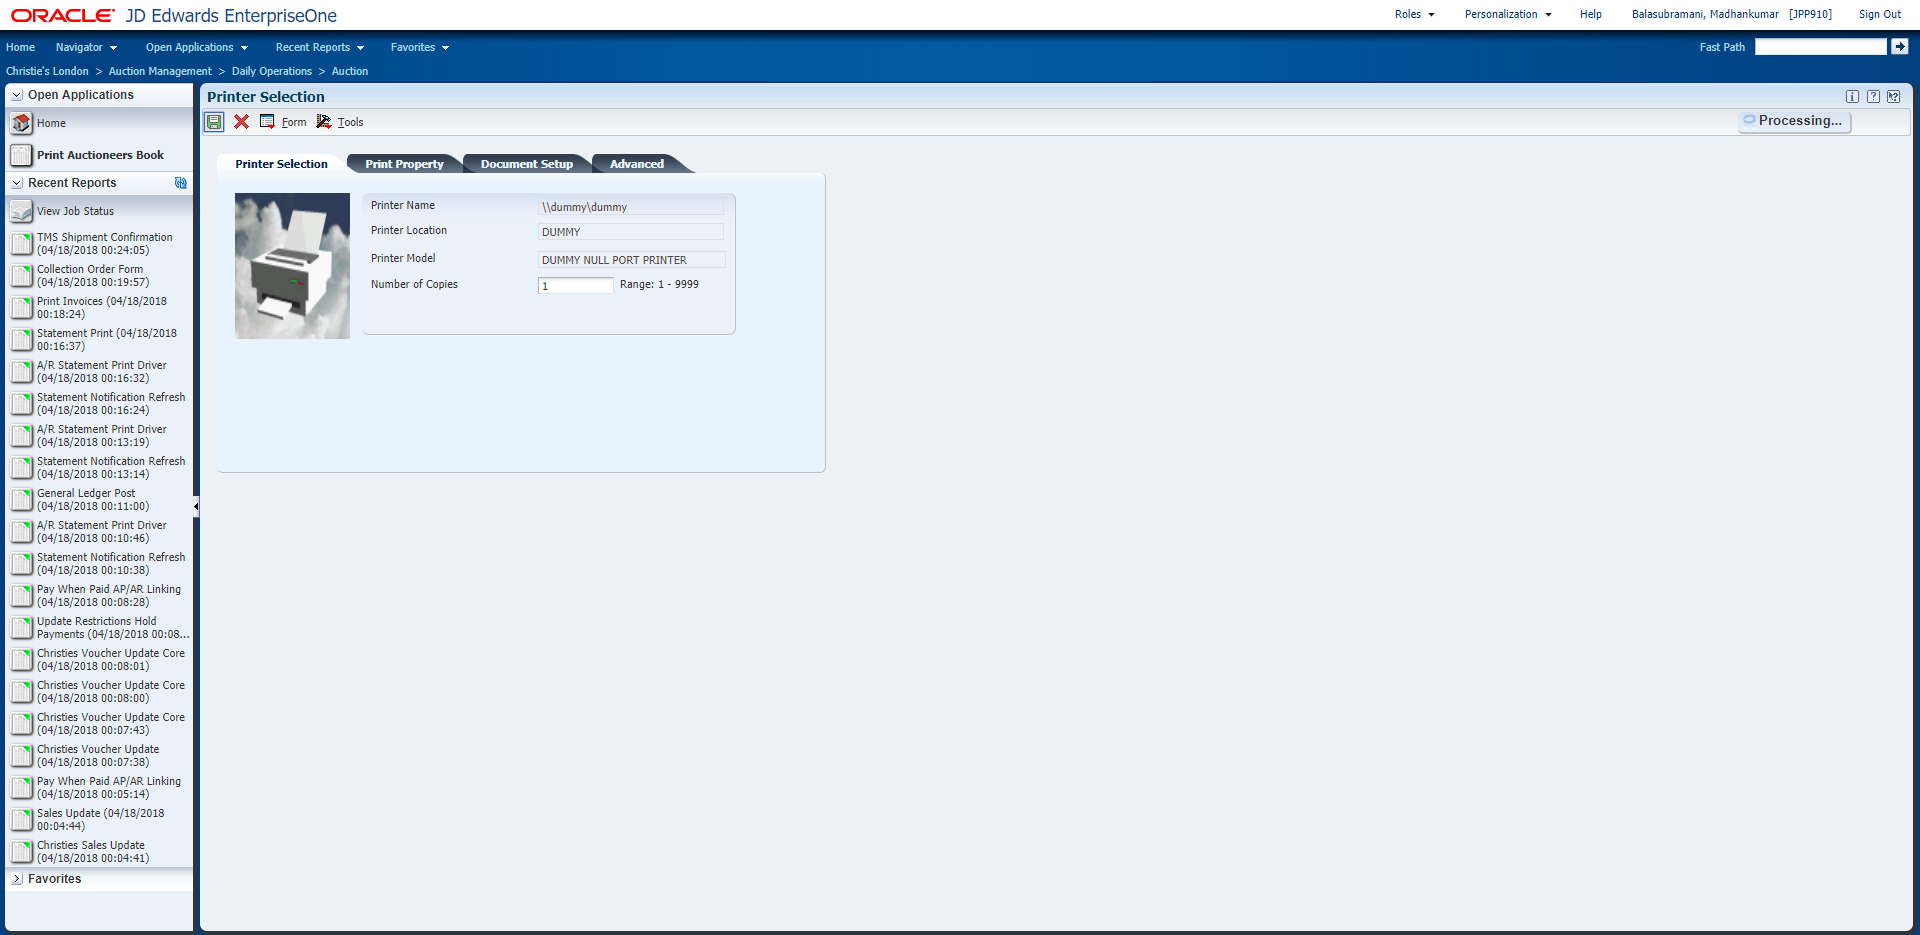 ORACLE JD Edwards EnterpriseOne
Roles Personalization Help Balasubramani, Madhankumar [JPP910] Sign Out
Home Navigator Open Applications Recent Reports Favorites Fast Path
Christie's London > Auction Management > Daily Operations > Auction
Open Applications
Home
Print Auctioneers Book
Recent Reports
View Job Status
TMS Shipment Confirmation
(04/18/2018 00:24:05)
Collection Order Form
(04/18/2018 00:19:57)
Print Invoices (04/18/2018
00:18:24)
Statement Print (04/18/2018
00:16:37)
A/R Statement Print Driver
(04/18/2018 00:16:32)
Statement Notification Refresh
(04/18/2018 00:16:24)
A/R Statement Print Driver
(04/18/2018 00:13:19)
Statement Notification Refresh
(04/18/2018 00:13:14)
General Ledger Post
(04/18/2018 00:11:00)
A/R Statement Print Driver
(04/18/2018 00:10:46)
Statement Notification Refresh
(04/18/2018 00:10:38)
Pay When Paid AP/AR Linking
(04/18/2018 00:08:28)
Update Restrictions Hold
Payments (04/18/2018 00:08...
Christies Voucher Update Core
(04/18/2018 00:08:01)
Christies Voucher Update Core
(04/18/2018 00:08:00)
Christies Voucher Update Core
(04/18/2018 00:07:43)
Christies Voucher Update
(04/18/2018 00:07:38)
Pay When Paid AP/AR Linking
(04/18/2018 00:05:14)
Sales Update (04/18/2018
00:04:44)
Christies Sales Update
(04/18/2018 00:04:41)
Favorites
Printer Selection
Form Tools
Processing...
Printer Selection Print Property Document Setup Advanced
Printer Name \\dummy\dummy
Printer Location DUMMY
Printer Model DUMMY NULL PORT PRINTER
Number of Copies 1 Range: 1 - 9999